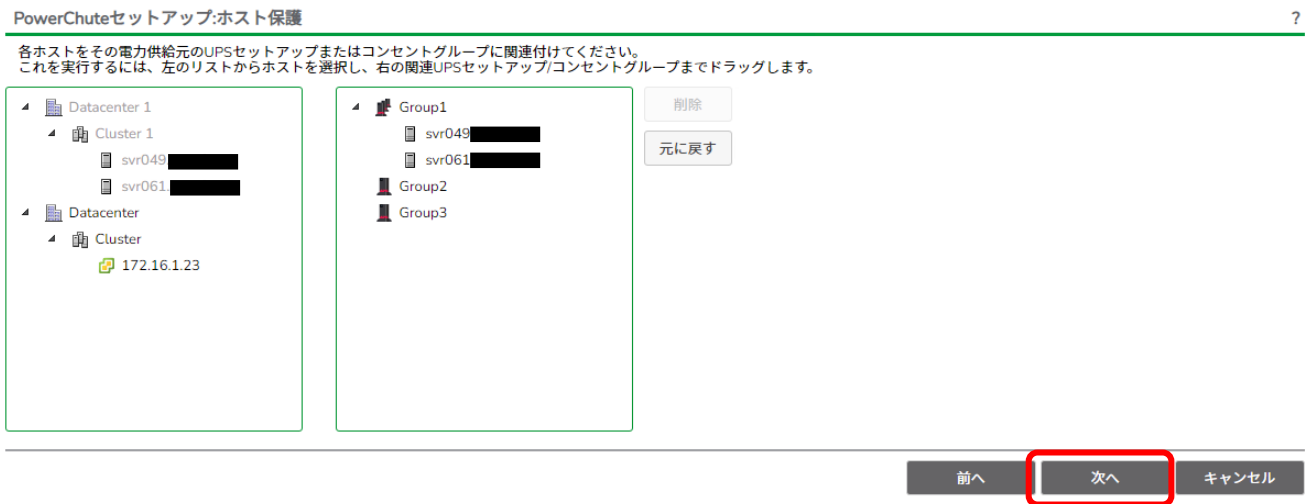 PowerChuteセットアップ:ホスト保護
?
各ホストをその電力供給元のUPSセットアップまたはコンセントグループに関連付けてください。
これを実行するには、左のリストからホストを選択し、右の関連UPSセットアップ/コンセントグループまでドラッグします。
Datacenter 1
Cluster 1
svr049.
svr061.
Datacenter
Cluster
172.16.1.23
Group1
svr049
svr061
Group2
Group3
削除
元に戻す
前へ
次へ
キャンセル